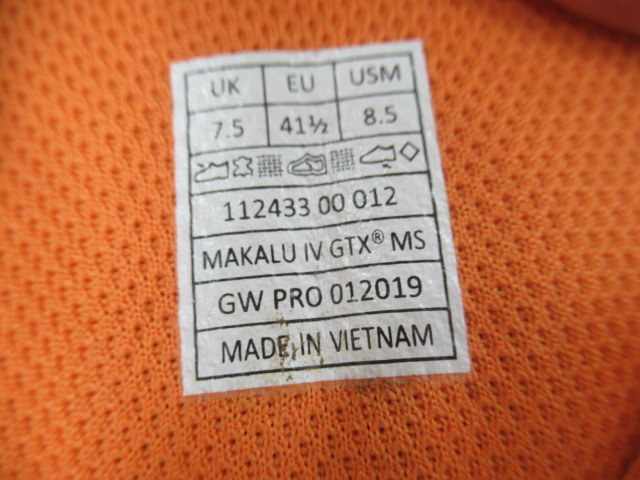 UK EU USM
7.5 41½ 8.5
112433 00 012
MAKALU IV GTX® MS
GW PRO 012019
MADE IN VIETNAM